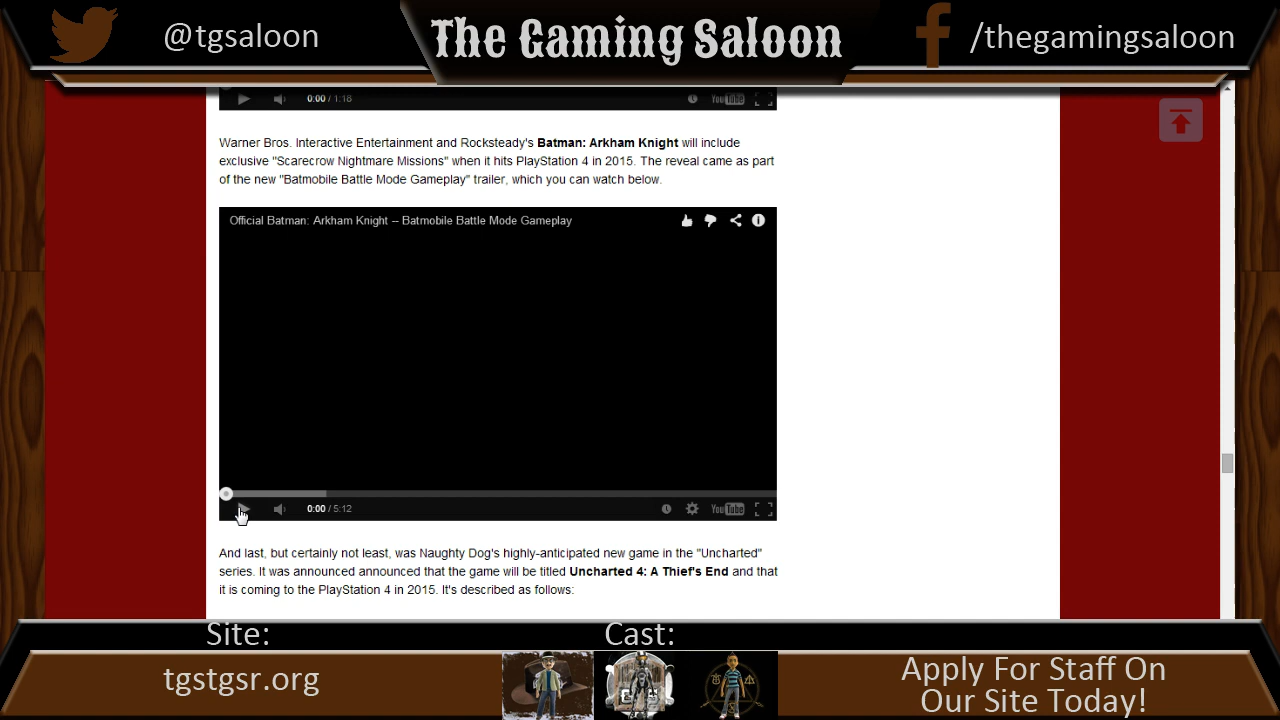 @tgsaloon
The Gaming Saloon
/thegamingsaloon
0:00 / 1:18
YouTube
Warner Bros. Interactive Entertainment and Rocksteady's Batman: Arkham Knight will include
exclusive "Scarecrow Nightmare Missions" when it hits PlayStation 4 in 2015. The reveal came as part
of the new "Batmobile Battle Mode Gameplay" trailer, which you can watch below.
Official Batman: Arkham Knight -- Batmobile Battle Mode Gameplay
0:00 / 5:12
YouTube
And last, but certainly not least, was Naughty Dog's highly-anticipated new game in the "Uncharted"
series. It was announced announced that the game will be titled Uncharted 4: A Thief's End and that
it is coming to the PlayStation 4 in 2015. It's described as follows:
Site:
tgstgsr.org
Cast:
Apply For Staff On
Our Site Today!